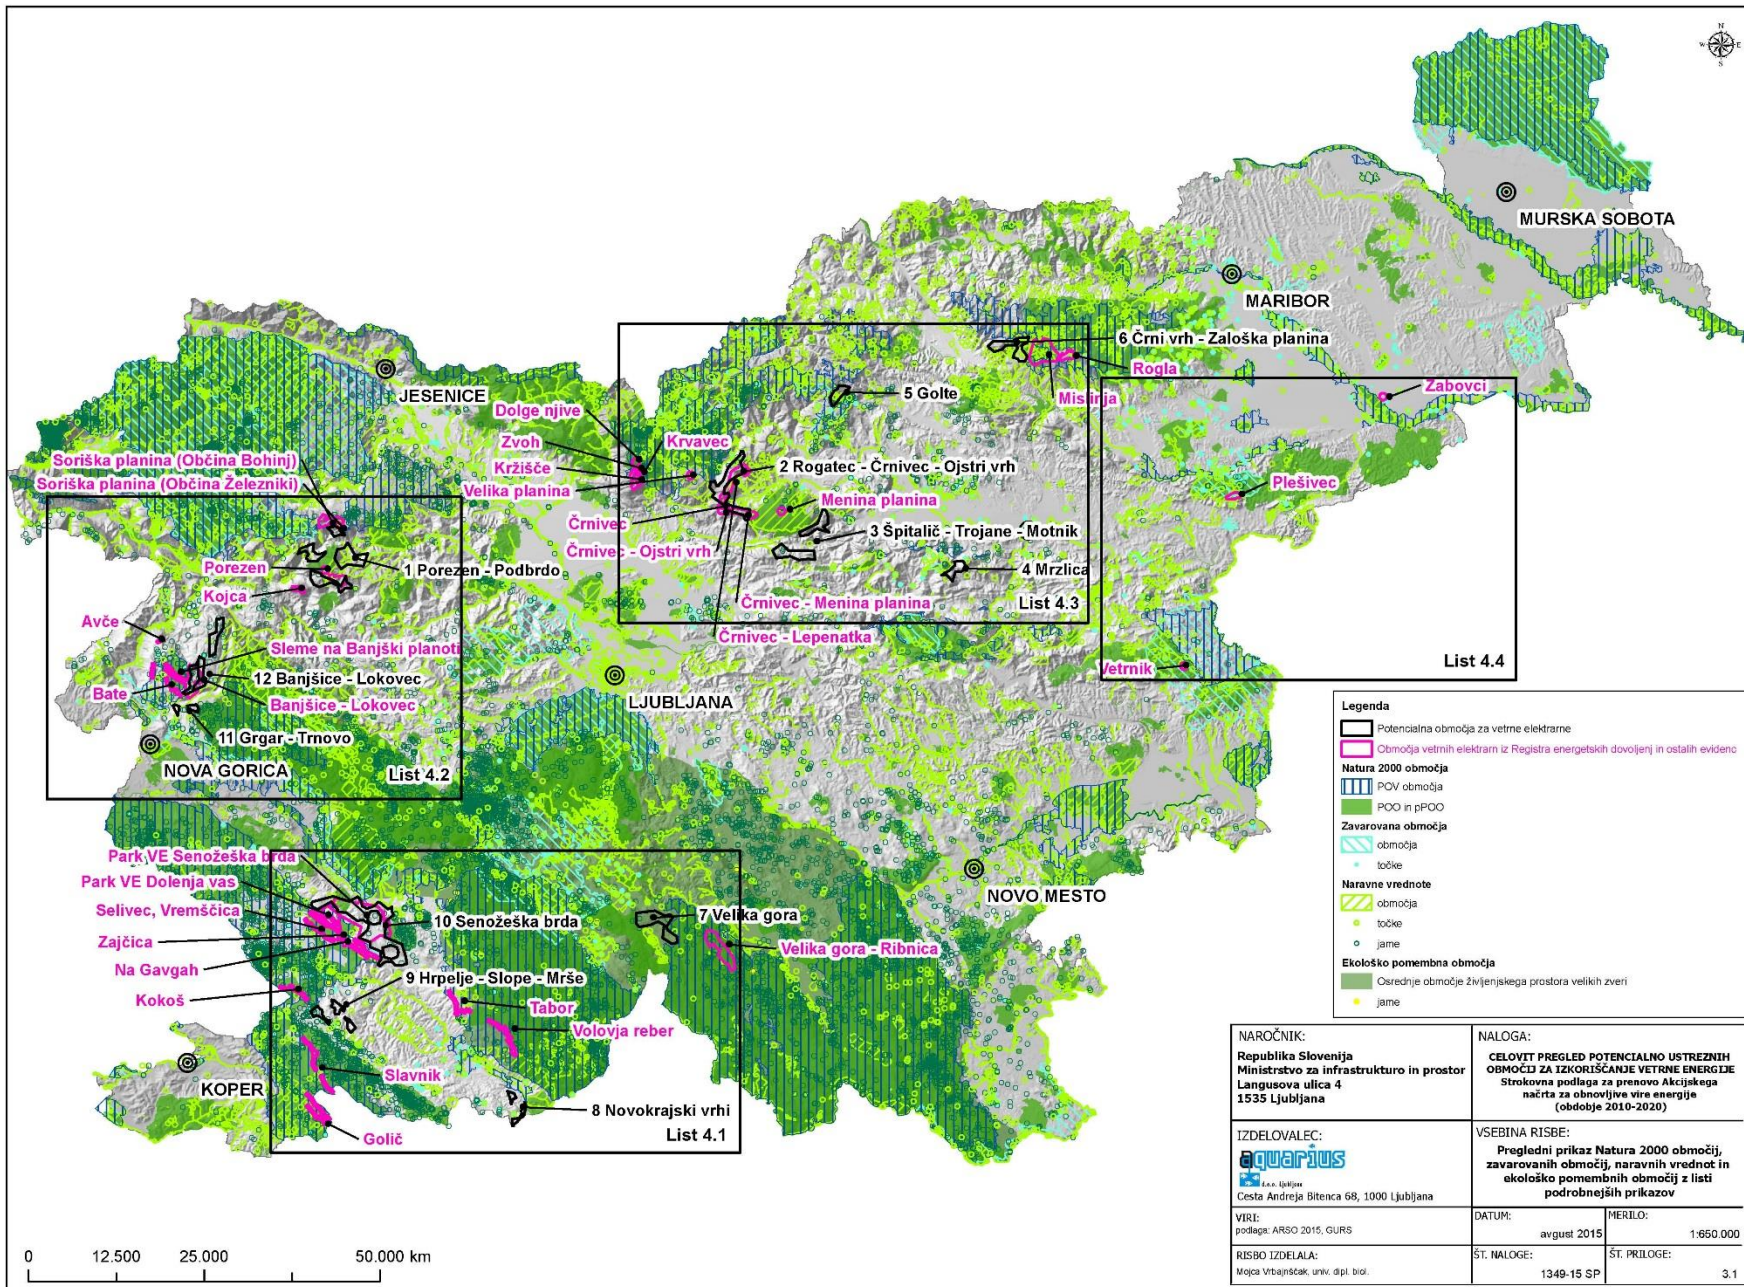 N
W
E
S
MURSKA SOBOTA
MARIBOR
6 Črni vrh - Zaloška planina
Rogla
Mislinja
Zabovci
JESENICE
5 Golte
Dolge njive
Zvoh
Krvavec
Kržišče
Velika planina
2 Rogatec - Črnivec - Ojstri vrh
Soriška planina (Občina Bohinj)
Soriška planina (Občina Železniki)
Menina planina
Plešivec
Črnivec
3 Špitalič - Trojane - Motnik
Črnivec - Ojstri vrh
Porezen
1 Porezen - Podbrdo
4 Mrzlica
Kojca
Črnivec - Menina planina
List 4.3
Avče
Črnivec - Lepenatka
Sleme na Banjški planoti
12 Banjšice - Lokovec
Vetrnik
List 4.4
Bate
Banjšice - Lokovec
LJUBLJANA
11 Grgar - Trnovo
NOVA GORICA
List 4.2
Park VE Senožeška brda
Park VE Dolenja vas
Selivec, Vremščica
Zajčica
Na Gavgah
Kokoš
10 Senožeška brda
7 Velika gora
NOVO MESTO
Velika gora - Ribnica
9 Hrpelje - Slope - Mrše
Tabor
Volovja reber
KOPER
Slavnik
8 Novokrajski vrhi
Golič
List 4.1
Legenda
Potencialna območja za vetrne elektrarne
Območja vetrnih elektrarn iz Registra energetskih dovoljenj in ostalih evidenc
Natura 2000 območja
POV območja
POO in pPOO
Zavarovana območja
območja
točke
Naravne vrednote
območja
točke
jame
Ekološko pomembna območja
Osrednje območje življenjskega prostora velikih zveri
jame
NAROČNIK:
Republika Slovenija
Ministrstvo za infrastrukturo in prostor
Langusova ulica 4
1535 Ljubljana
NALOGA:
CELOVIT PREGLED POTENCIALNO USTREZNIH
OBMOČIJ ZA IZKORIŠČANJE VETRNE ENERGIJE
Strokovna podlaga za prenovo Akcijskega
načrta za obnovljive vire energije
(obdobje 2010-2020)
IZDELOVALEC:
aquarius
d.o.o. Ljubljana
Cesta Andreja Bitenca 68, 1000 Ljubljana
VSEBINA RISBE:
Pregledni prikaz Natura 2000 območij,
zavarovanih območij, naravnih vrednot in
ekološko pomembnih območij z listi
podrobnejših prikazov
VIRI:
podlaga: ARSO 2015, GURS
DATUM:
avgust 2015
MERILO:
1:650.000
RISBO IZDELALA:
Mojca Vrbajnščak, univ. dipl. biol.
ŠT. NALOGE:
1349-15 SP
ŠT. PRILOGE:
3.1
0 12.500 25.000 50.000 km